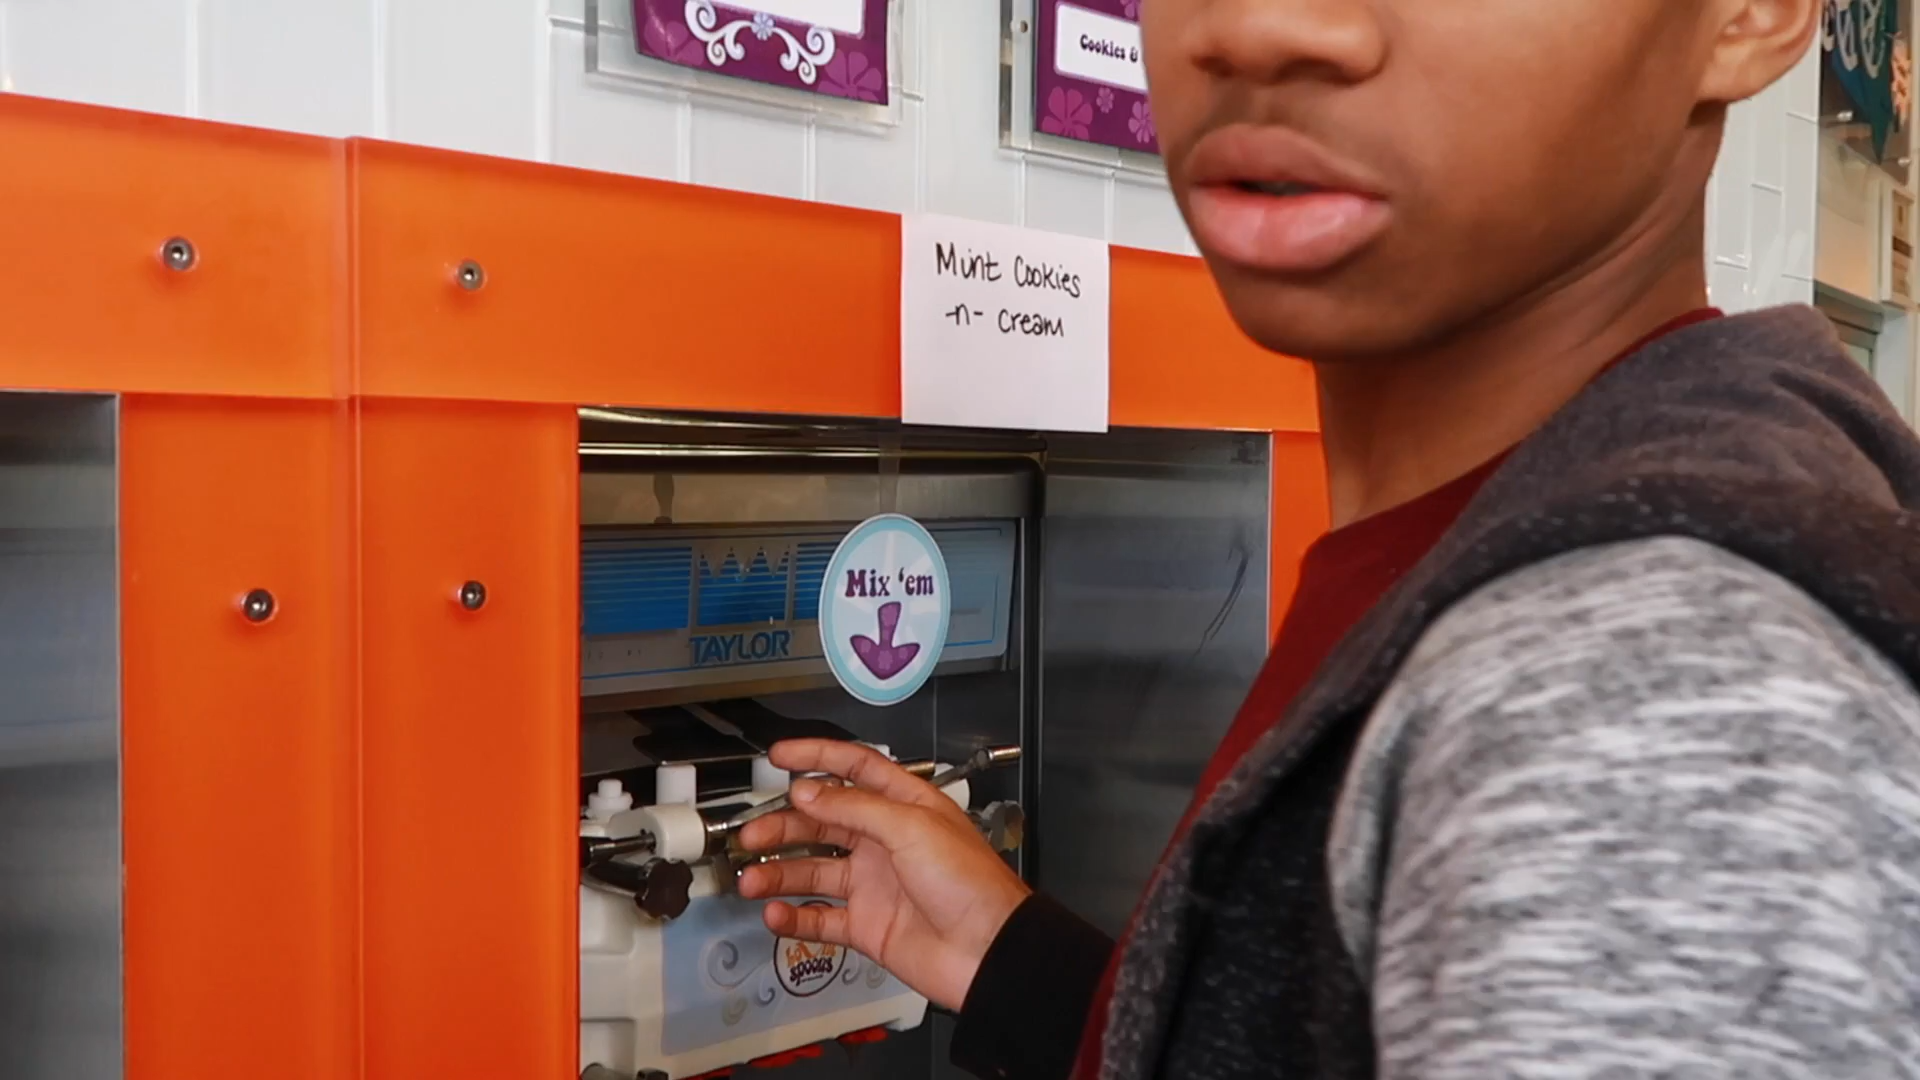 Cookies &
Mint Cookies
-n- cream
Mix 'em
TAYLOR
spoons